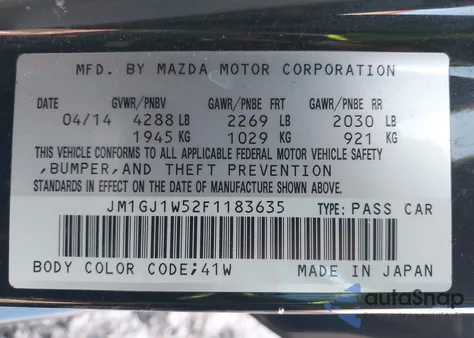 MFD. BY MAZDA MOTOR CORPORATION
DATE GVWR/PNBV GAWR/PNBE FRT GAWR/PNBE RR
04/14 4288 LB 2269 LB 2030 LB
1945 KG 1029 KG 921 KG
THIS VEHICLE CONFORMS TO ALL APPLICABLE FEDERAL MOTOR VEHICLE SAFETY
,BUMPER,AND THEFT PREVENTION
STANDARDS IN EFFECT ON THE DATE OF MANUFACTURE SHOWN ABOVE.
JM1GJ1W52F1183635 TYPE: PASS CAR
BODY COLOR CODE;41W MADE IN JAPAN
autoSnap